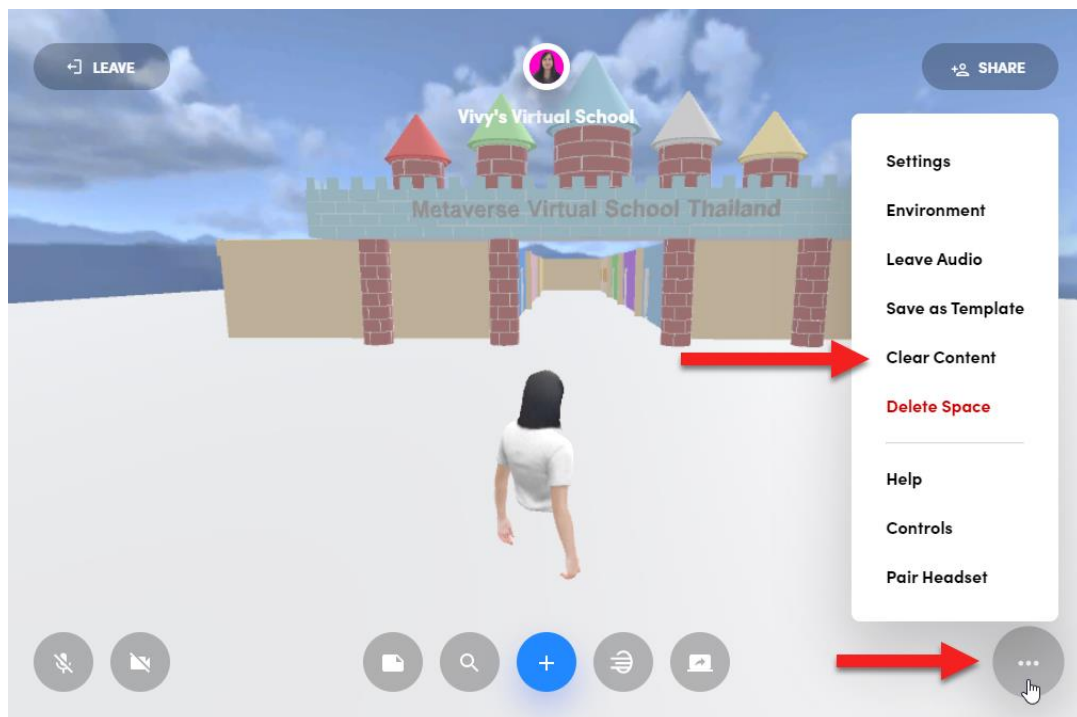 LEAVE
SHARE
Vivy's Virtual School
Metaverse Virtual School Thailand
Settings
Environment
Leave Audio
Save as Template
Clear Content
Delete Space
Help
Controls
Pair Headset